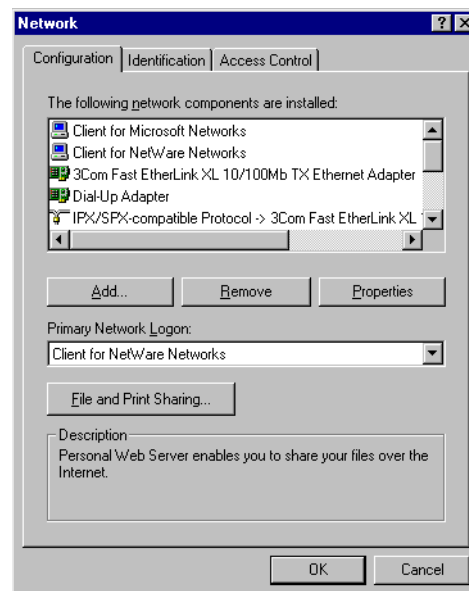 Network
Configuration Identification Access Control
The following network components are installed:
Client for Microsoft Networks
Client for NetWare Networks
3Com Fast EtherLink XL 10/100Mb TX Ethernet Adapter
Dial-Up Adapter
IPX/SPX-compatible Protocol -> 3Com Fast EtherLink XL
Add... Remove Properties
Primary Network Logon:
Client for NetWare Networks
File and Print Sharing...
Description
Personal Web Server enables you to share your files over the
Internet.
OK Cancel